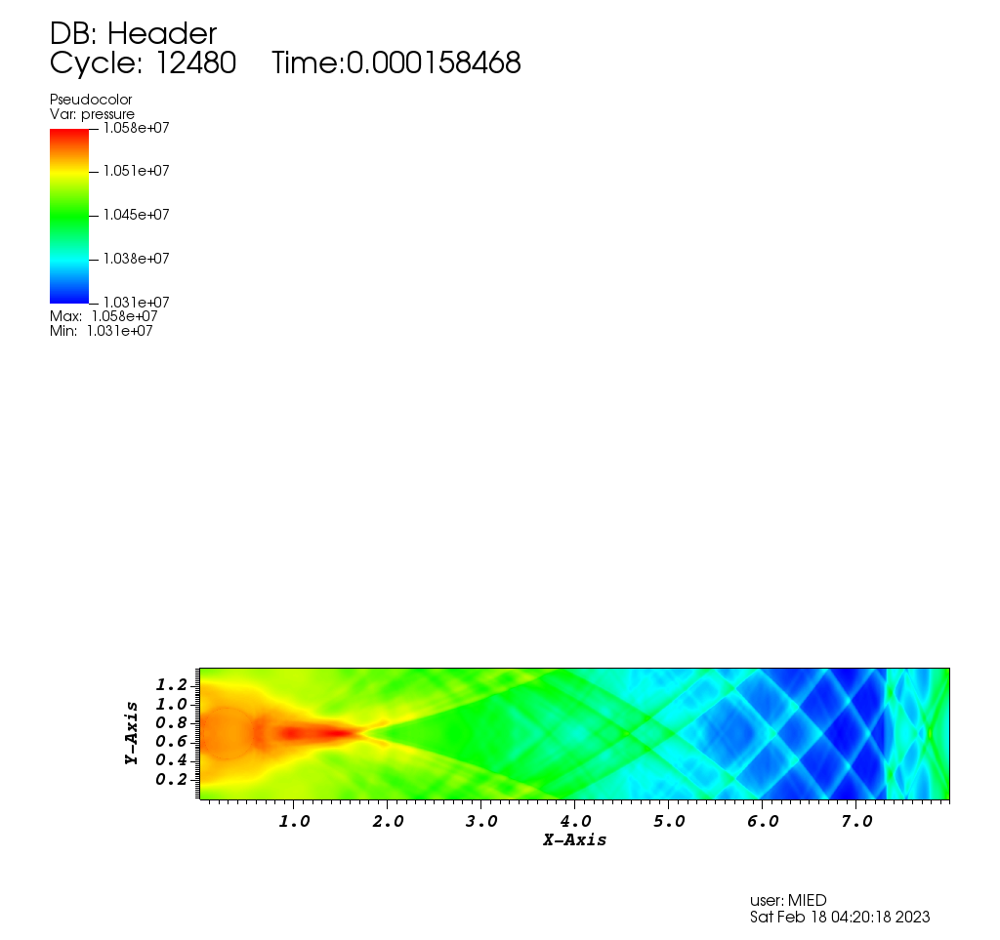 DB: Header
Cycle: 12480 Time:0.000158468
Pseudocolor
Var: pressure
1.058e+07
1.051e+07
1.045e+07
1.038e+07
1.031e+07
Max: 1.058e+07
Min: 1.031e+07
1.2
1.0
0.8
0.6
0.4
0.2
Y-Axis
1.0 2.0 3.0 4.0 5.0 6.0 7.0
X-Axis
user: MIED
Sat Feb 18 04:20:18 2023